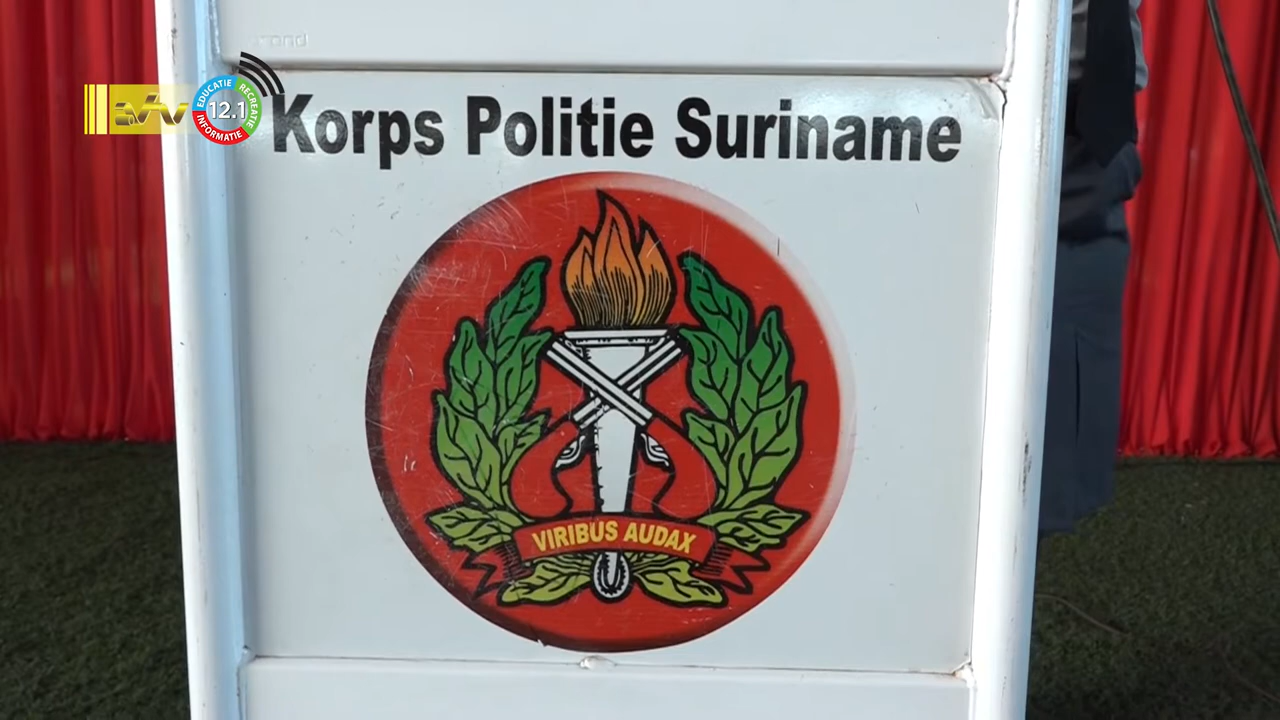 Korps Politie Suriname
EDUCATIE
RECREATIE
12.1
INFORMATIE
VIRIBUS AUDAX